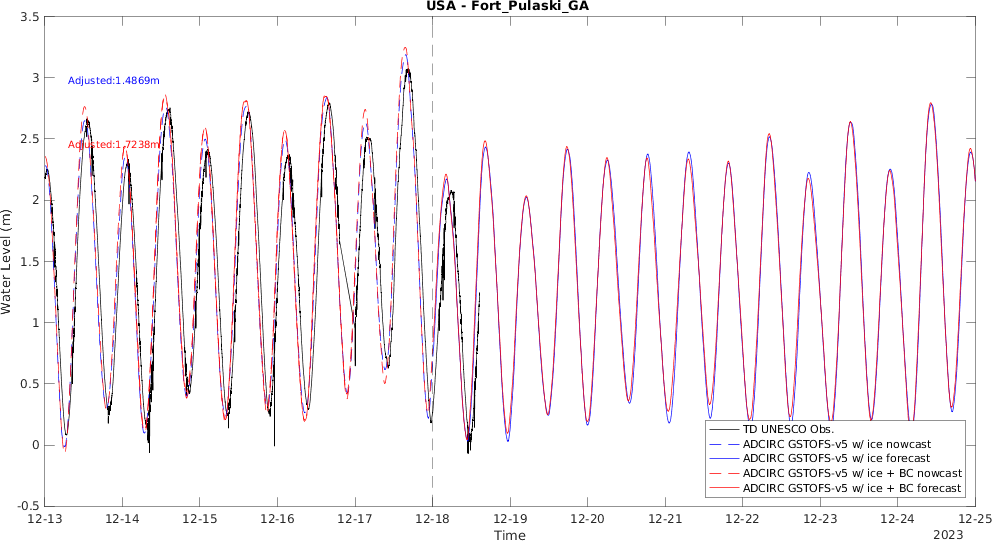 USA - Fort_Pulaski_GA
3.5
3
2.5
2
1.5
1
0.5
0
-0.5
Water Level (m)
Adjusted:1.4869m
Adjusted:1.7238m
TD UNESCO Obs.
ADCIRC GSTOFS-v5 w/ ice nowcast
ADCIRC GSTOFS-v5 w/ ice forecast
ADCIRC GSTOFS-v5 w/ ice + BC nowcast
ADCIRC GSTOFS-v5 w/ ice + BC forecast
12-13 12-14 12-15 12-16 12-17 12-18 12-19 12-20 12-21 12-22 12-23 12-24 12-25
Time
2023